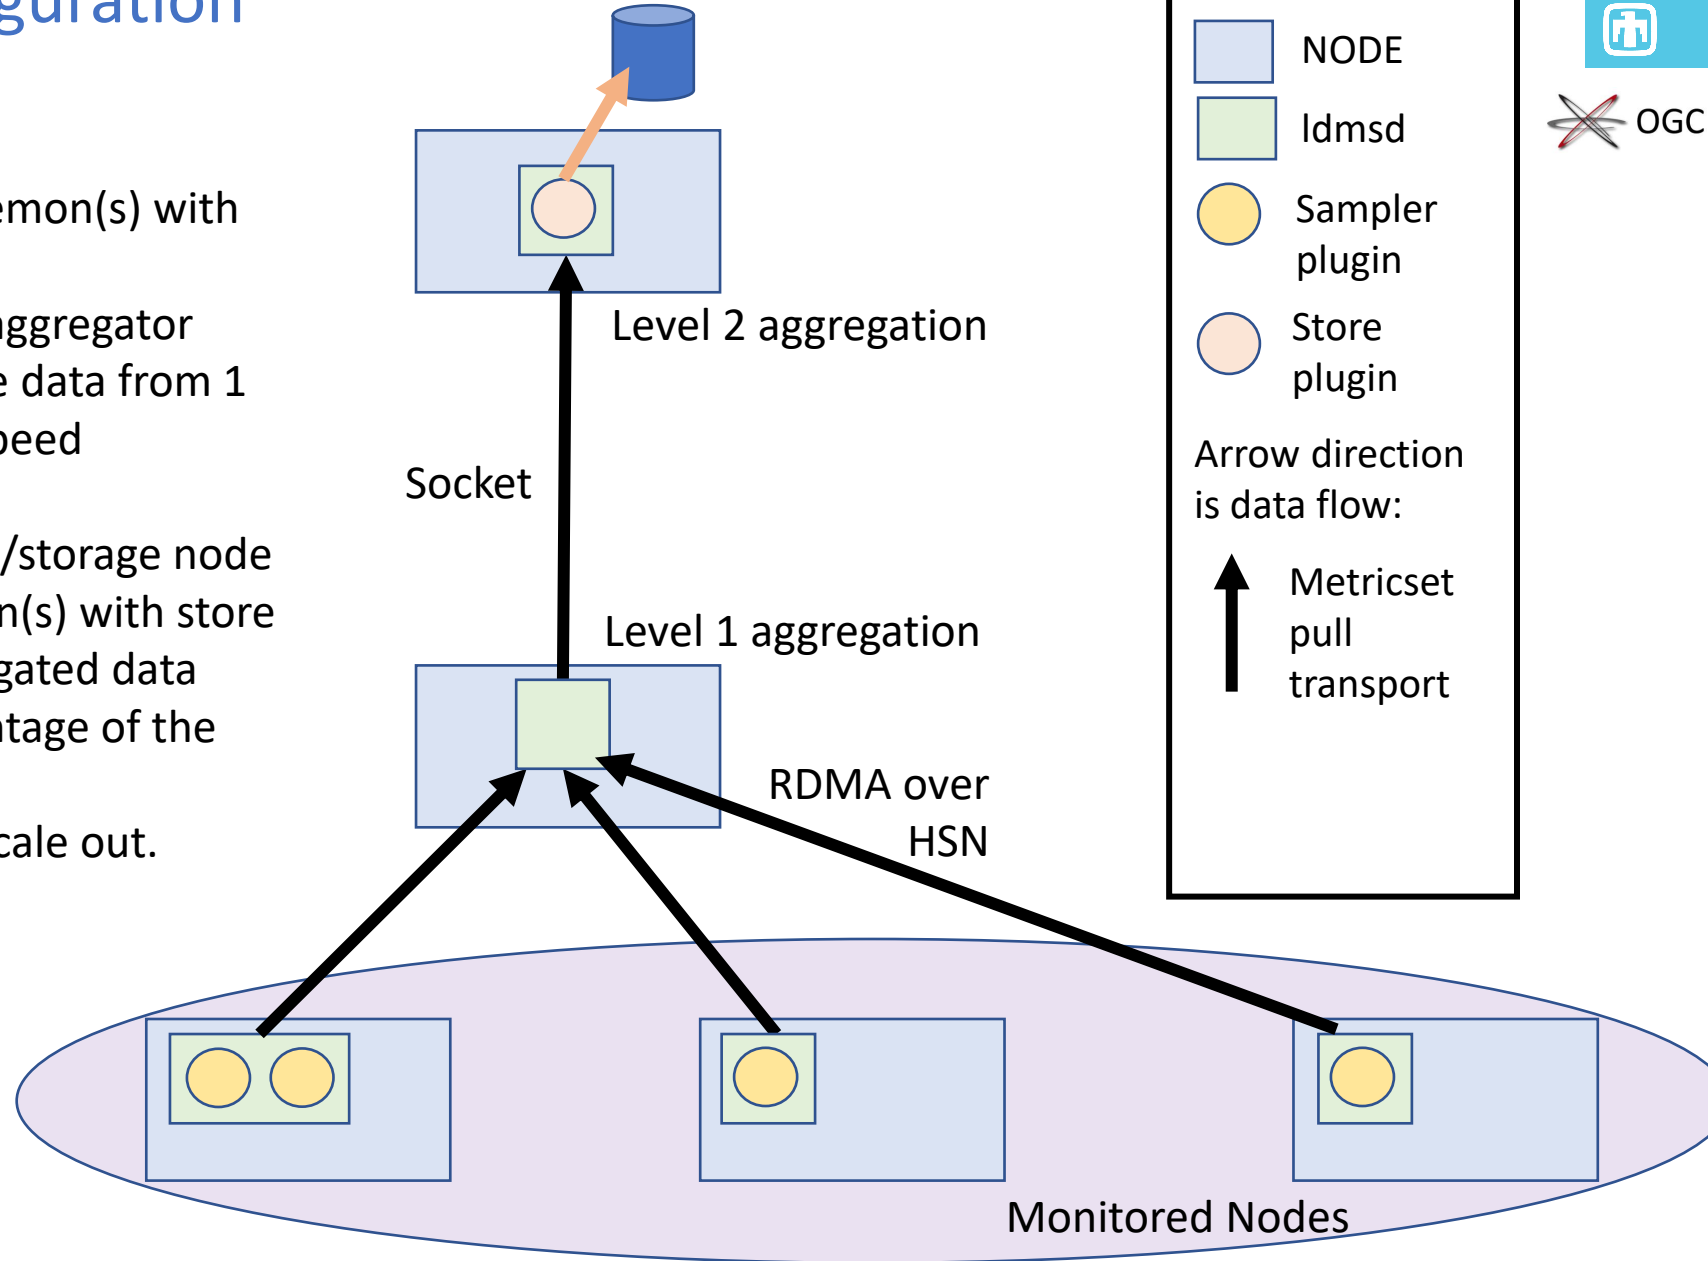 guration
emon(s) with
aggregator
e data from 1
peed
/storage node
n(s) with store
gated data
ntage of the
cale out.
Level 2 aggregation
Socket
Level 1 aggregation
RDMA over
HSN
Monitored Nodes
NODE
ldmsd
Sampler
plugin
Store
plugin
Arrow direction
is data flow:
Metricset
pull
transport
OGC